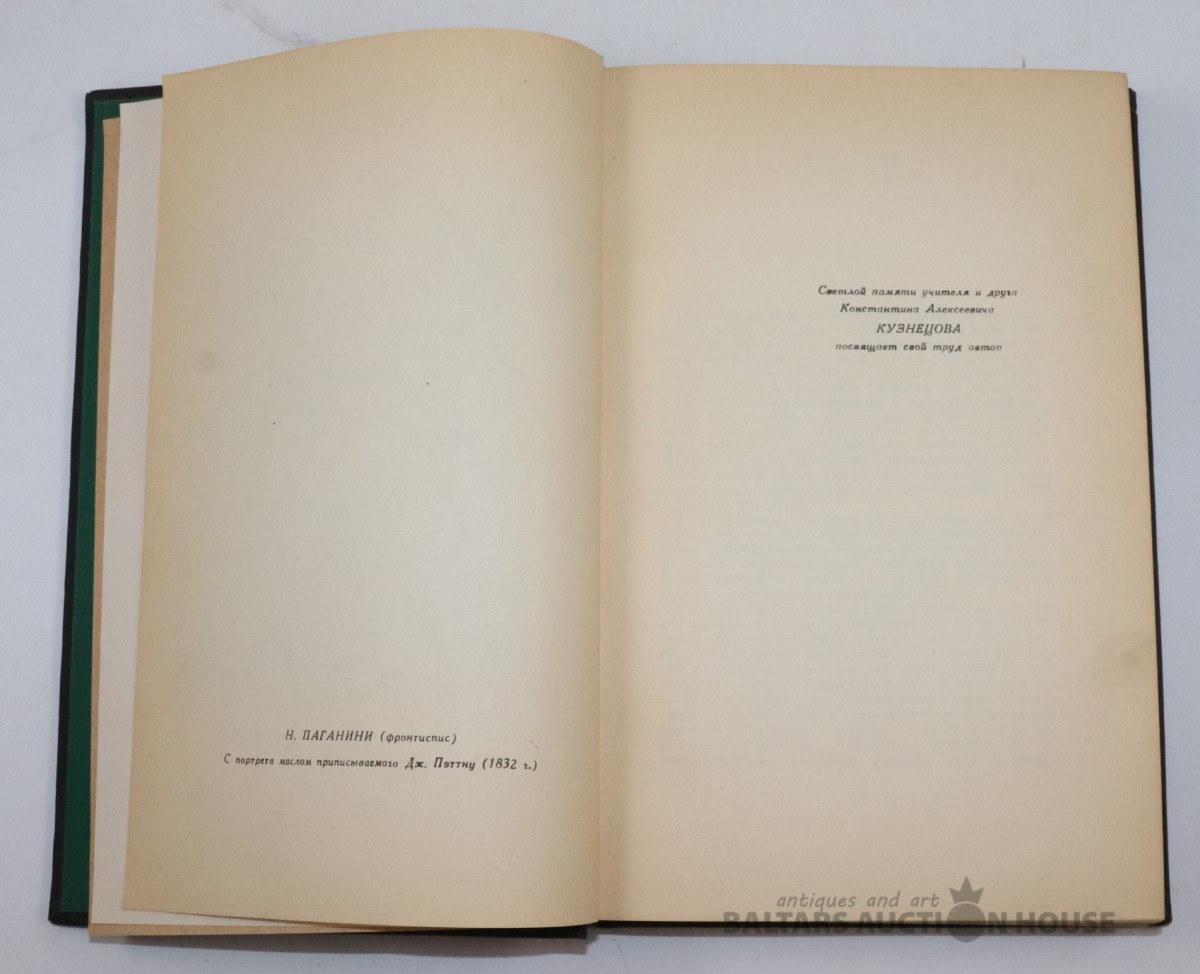 Н. ПАГАНИНИ (фронтиспис)
С портрета маслом приписываемого Дж. Пэттну (1832 г.)
Светлой памяти учителя и друга
Константина Алексеевича
КУЗНЕЦОВА
посвящает свой труд автор
antiques and art
BALTARS AUCTION HOUSE